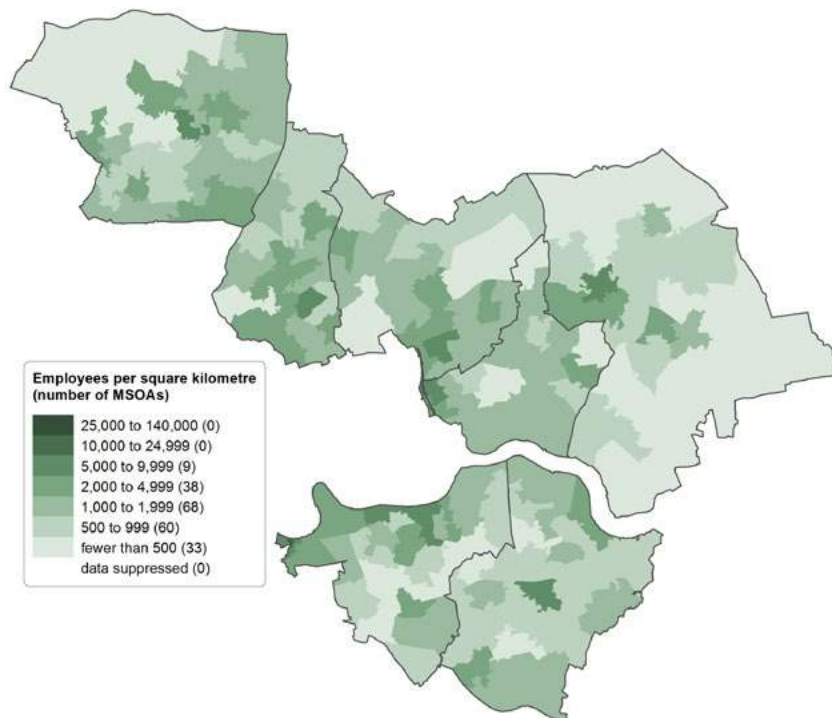 Employees per square kilometre
(number of MSOAs)
25,000 to 140,000 (0)
10,000 to 24,999 (0)
5,000 to 9,999 (9)
2,000 to 4,999 (38)
1,000 to 1,999 (68)
500 to 999 (60)
fewer than 500 (33)
data suppressed (0)